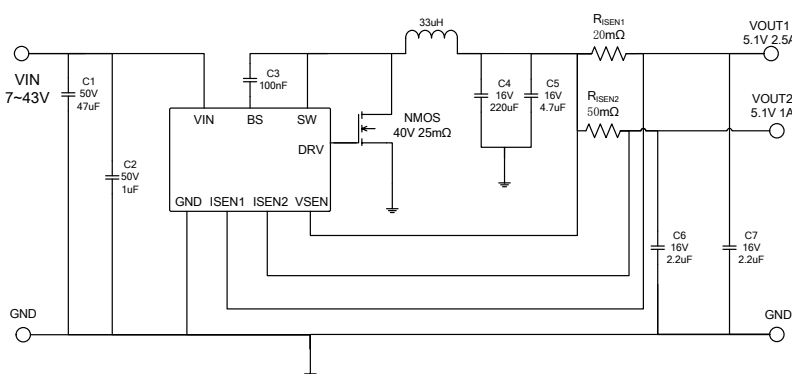 33uH
RISEN1
20mΩ
VOUT1
5.1V 2.5A
VIN
7~43V
C1
50V
47uF
C3
100nF
C4
16V
220uF
C5
16V
4.7uF
RISEN2
50mΩ
VOUT2
5.1V 1A
VIN
BS
SW
DRV
NMOS
40V 25mΩ
C2
50V
1uF
GND
ISEN1
ISEN2
VSEN
C6
16V
2.2uF
C7
16V
2.2uF
GND
GND